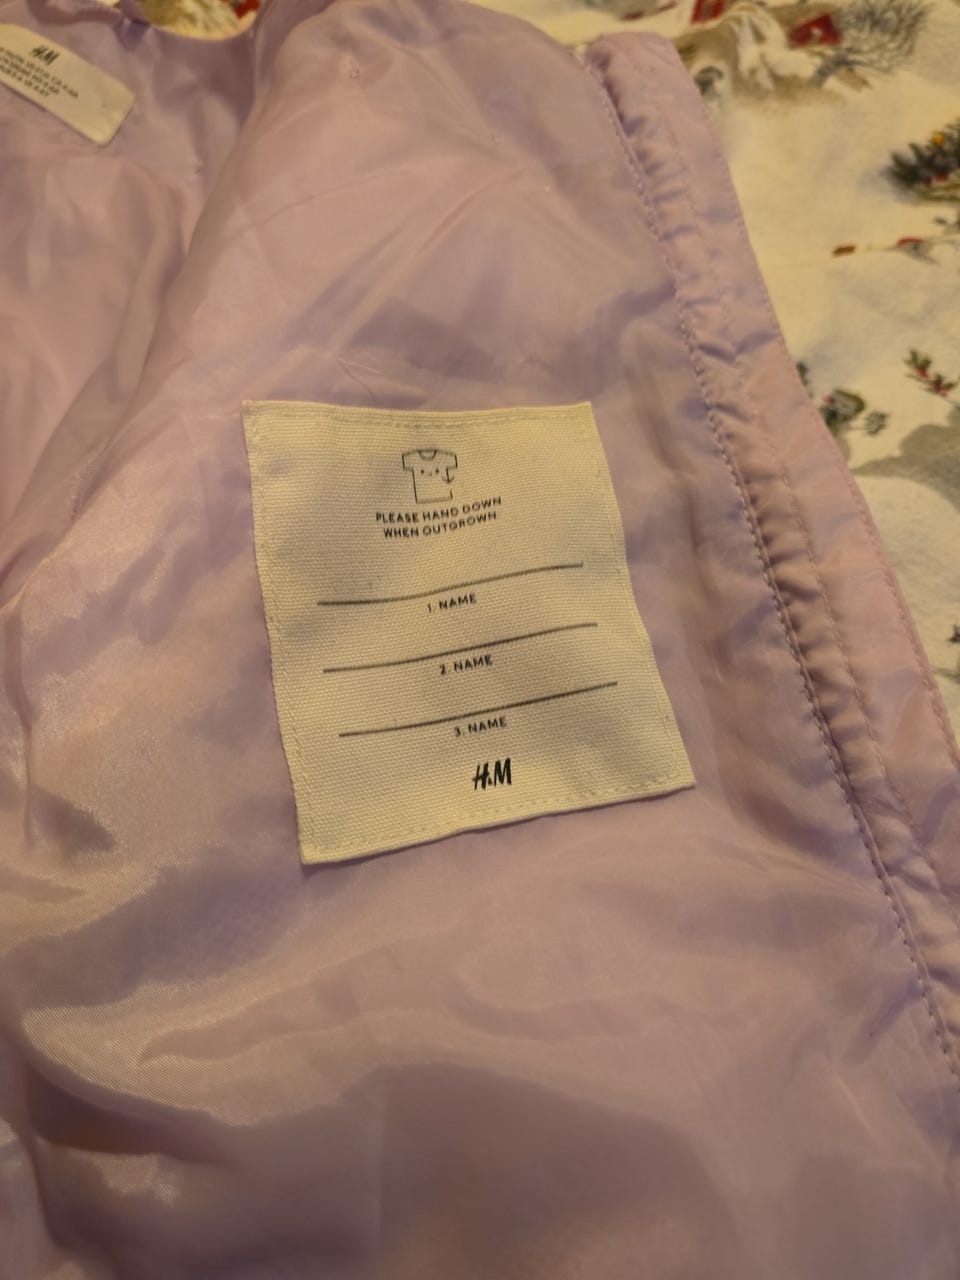 H&M
PLEASE HAND DOWN
WHEN OUTGROWN
1. NAME
2. NAME
3. NAME
H&M